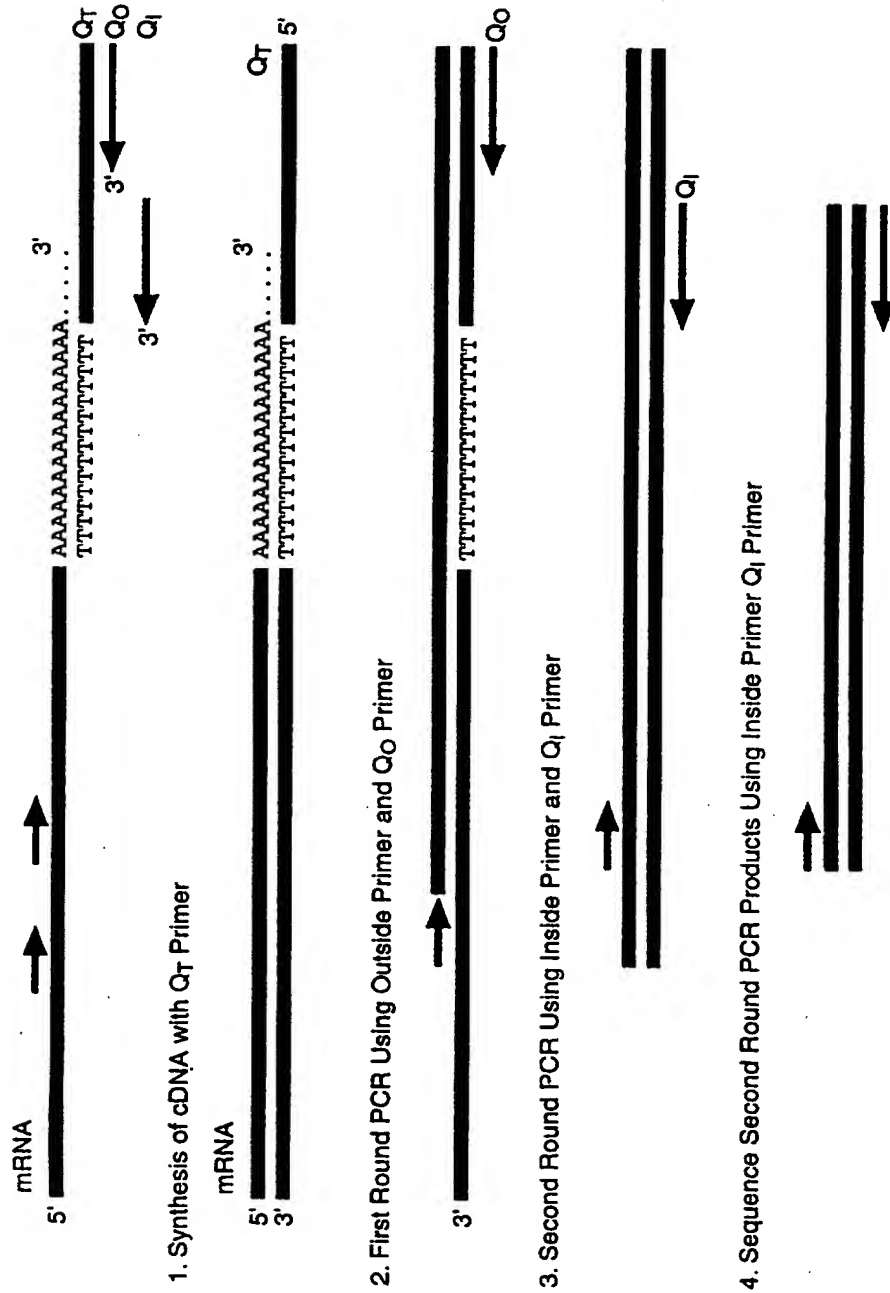 mRNA
5' AAAAAAAAAAAAAAAA..... 3'
TTTTTTTTTTTTTTTT QT
3' QO
3' QI
1. Synthesis of cDNA with QT Primer
mRNA
5' AAAAAAAAAAAAAAAA..... 3' QT
3' TTTTTTTTTTTTTTTT 5'
2. First Round PCR Using Outside Primer and QO Primer
3' TTTTTTTTTTTTTTTT
QO
3. Second Round PCR Using Inside Primer and QI Primer
QI
4. Sequence Second Round PCR Products Using Inside Primer QI Primer